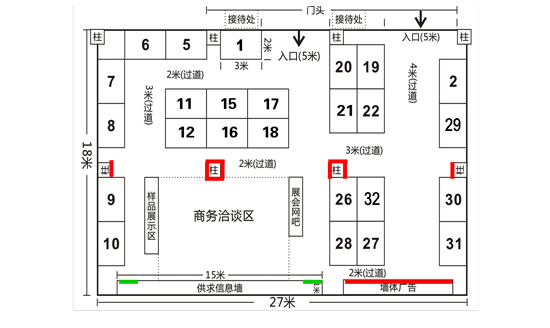 门头
接待处 接待处
柱 6 5 柱 1 2米 入口(5米) 柱 入口(5米) 柱
3米
2米(过道)
7 3米(过道) 20 19 4米(过道) 2
11 15 17
8 12 16 18 21 22 29
18米
3米(过道)
柱 柱 2米(过道) 柱 柱
9 样品展示区 商务洽谈区 展会网吧 26 32 30
10 28 27 31
15米 2米(过道)
供求信息墙 1米 墙体广告
27米